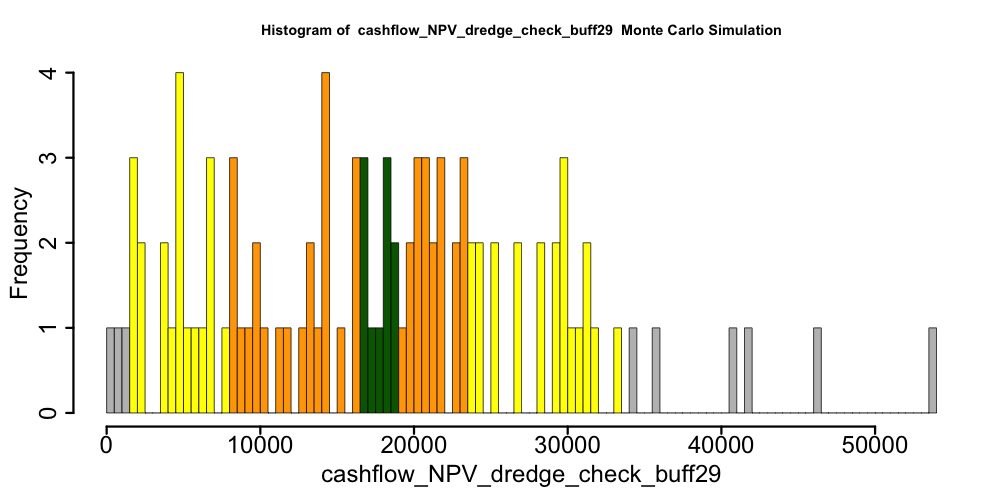 Histogram of  cashflow_NPV_dredge_check_buff29  Monte Carlo Simulation
4
3
2
1
0
Frequency
0 10000 20000 30000 40000 50000
cashflow_NPV_dredge_check_buff29